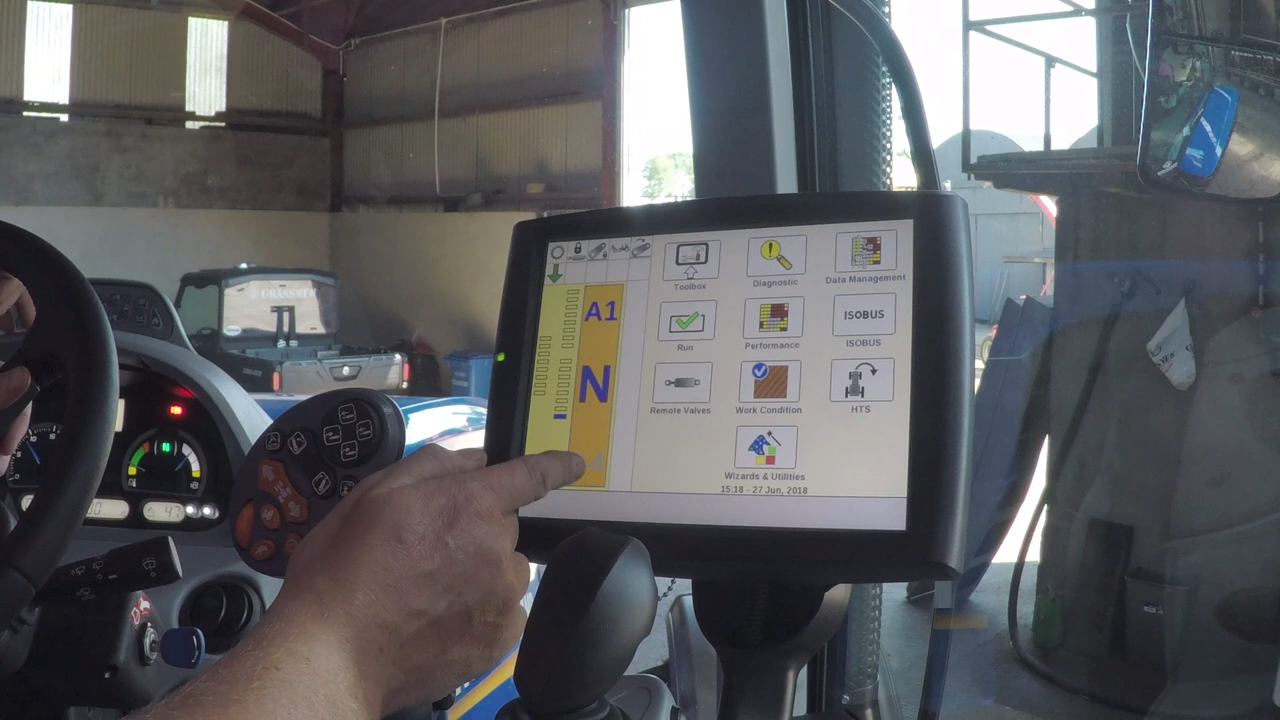 A1
N
Toolbox
Diagnostic
Data Management
Run
Performance
ISOBUS
ISOBUS
Remote Valves
Work Condition
HTS
Wizards & Utilities
15:18 - 27 Jun, 2018
N
47